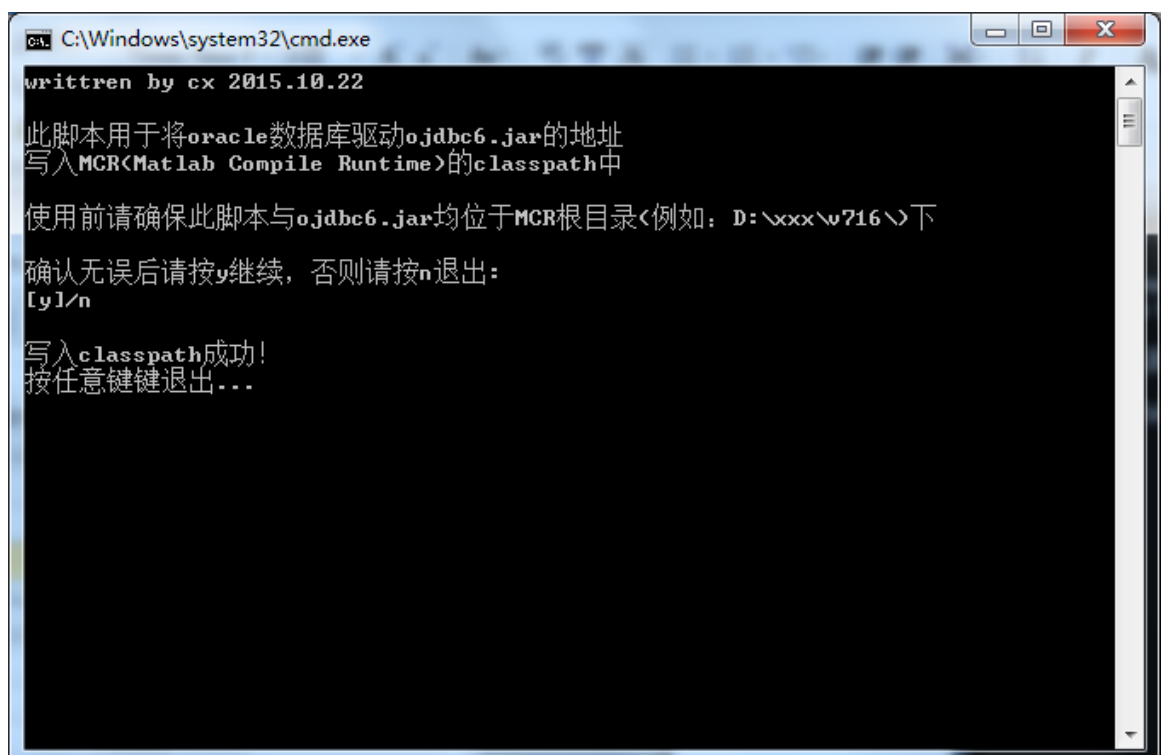 C:\Windows\system32\cmd.exe
writtren by cx 2015.10.22
此脚本用于将oracle数据库驱动ojdbc6.jar的地址
写入MCR(Matlab Compile Runtime)的classpath中
使用前请确保此脚本与ojdbc6.jar均位于MCR根目录(例如：D:\xxx\v716\)下
确认无误后请按y继续，否则请按n退出：
[y]/n
写入classpath成功！
按任意键键退出...